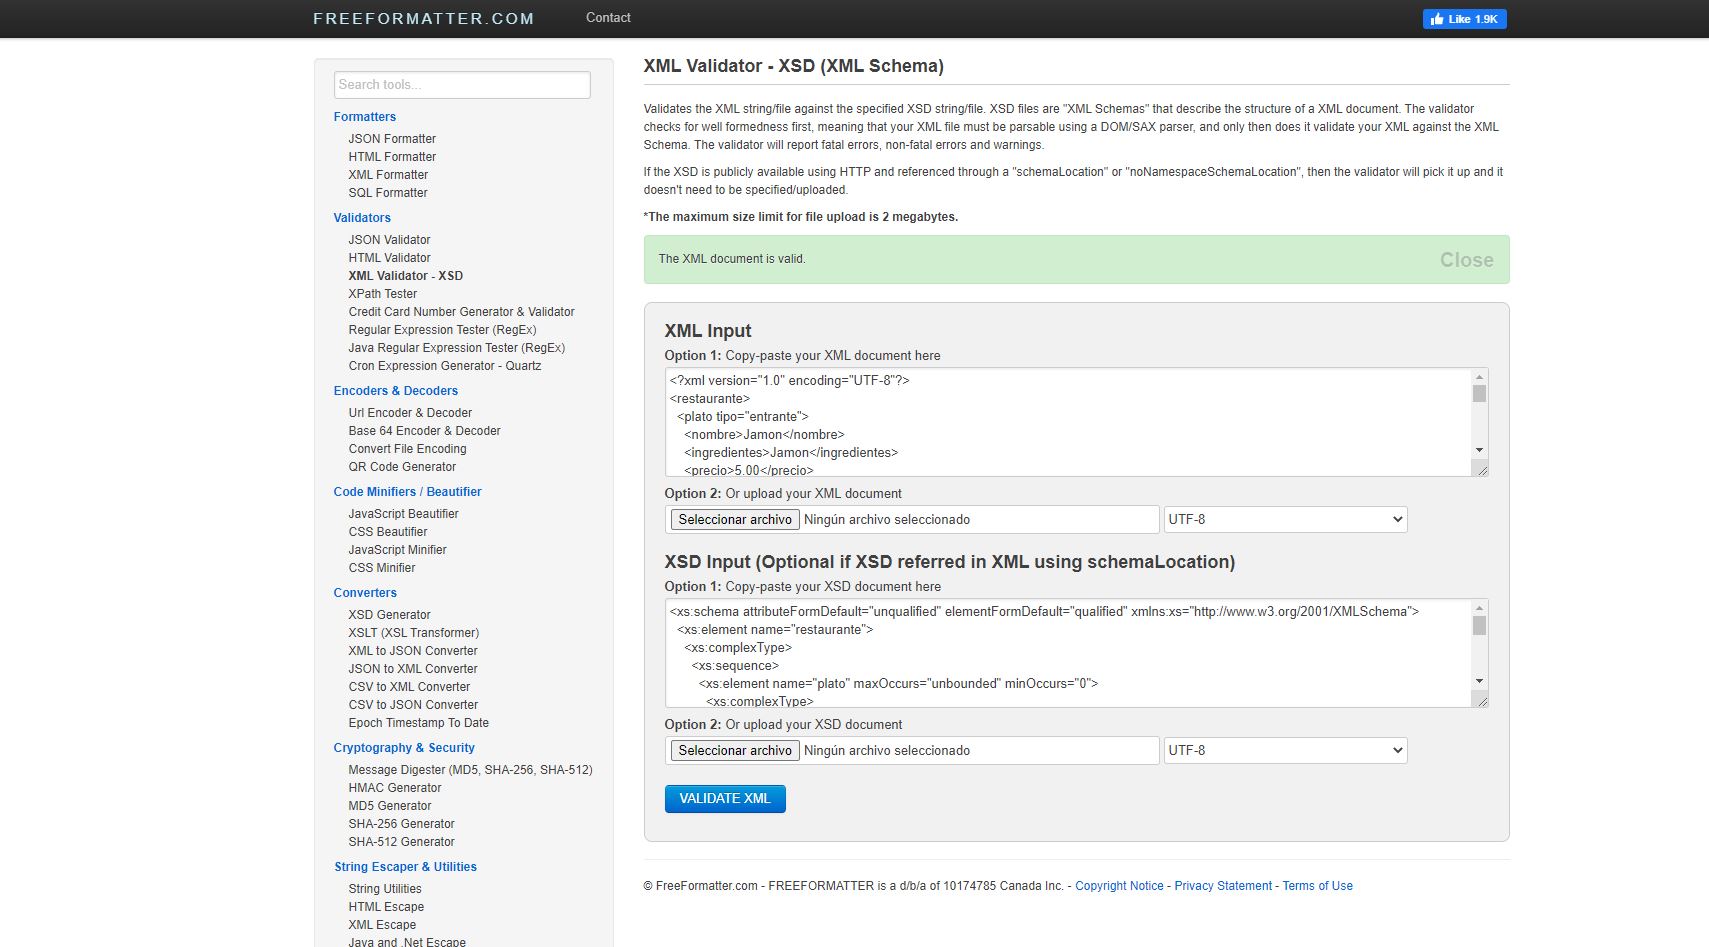 FREEFORMATTER.COM
Contact
Like 1.9K
Search tools...
Formatters
JSON Formatter
HTML Formatter
XML Formatter
SQL Formatter
Validators
JSON Validator
HTML Validator
XML Validator - XSD
XPath Tester
Credit Card Number Generator & Validator
Regular Expression Tester (RegEx)
Java Regular Expression Tester (RegEx)
Cron Expression Generator - Quartz
Encoders & Decoders
Url Encoder & Decoder
Base 64 Encoder & Decoder
Convert File Encoding
QR Code Generator
Code Minifiers / Beautifier
JavaScript Beautifier
CSS Beautifier
JavaScript Minifier
CSS Minifier
Converters
XSD Generator
XSLT (XSL Transformer)
XML to JSON Converter
JSON to XML Converter
CSV to XML Converter
CSV to JSON Converter
Epoch Timestamp To Date
Cryptography & Security
Message Digester (MD5, SHA-256, SHA-512)
HMAC Generator
MD5 Generator
SHA-256 Generator
SHA-512 Generator
String Escaper & Utilities
String Utilities
HTML Escape
XML Escape
Java and .Net Escape
XML Validator - XSD (XML Schema)
Validates the XML string/file against the specified XSD string/file. XSD files are "XML Schemas" that describe the structure of a XML document. The validator
checks for well formedness first, meaning that your XML file must be parsable using a DOM/SAX parser, and only then does it validate your XML against the XML
Schema. The validator will report fatal errors, non-fatal errors and warnings.
If the XSD is publicly available using HTTP and referenced through a "schemaLocation" or "noNamespaceSchemaLocation", then the validator will pick it up and it
doesn't need to be specified/uploaded.
*The maximum size limit for file upload is 2 megabytes.
The XML document is valid.
Close
XML Input
Option 1: Copy-paste your XML document here
<?xml version="1.0" encoding="UTF-8"?>
<restaurante>
<plato tipo="entrante">
<nombre>Jamon</nombre>
<ingredientes>Jamon</ingredientes>
<precio>5.00</precio>
Option 2: Or upload your XML document
Seleccionar archivo Ningún archivo seleccionado
UTF-8
XSD Input (Optional if XSD referred in XML using schemaLocation)
Option 1: Copy-paste your XSD document here
<xs:schema attributeFormDefault="unqualified" elementFormDefault="qualified" xmlns:xs="http://www.w3.org/2001/XMLSchema">
<xs:element name="restaurante">
<xs:complexType>
<xs:sequence>
<xs:element name="plato" maxOccurs="unbounded" minOccurs="0">
<xs:complexType>
Option 2: Or upload your XSD document
Seleccionar archivo Ningún archivo seleccionado
UTF-8
VALIDATE XML
© FreeFormatter.com - FREEFORMATTER is a d/b/a of 10174785 Canada Inc. - Copyright Notice - Privacy Statement - Terms of Use